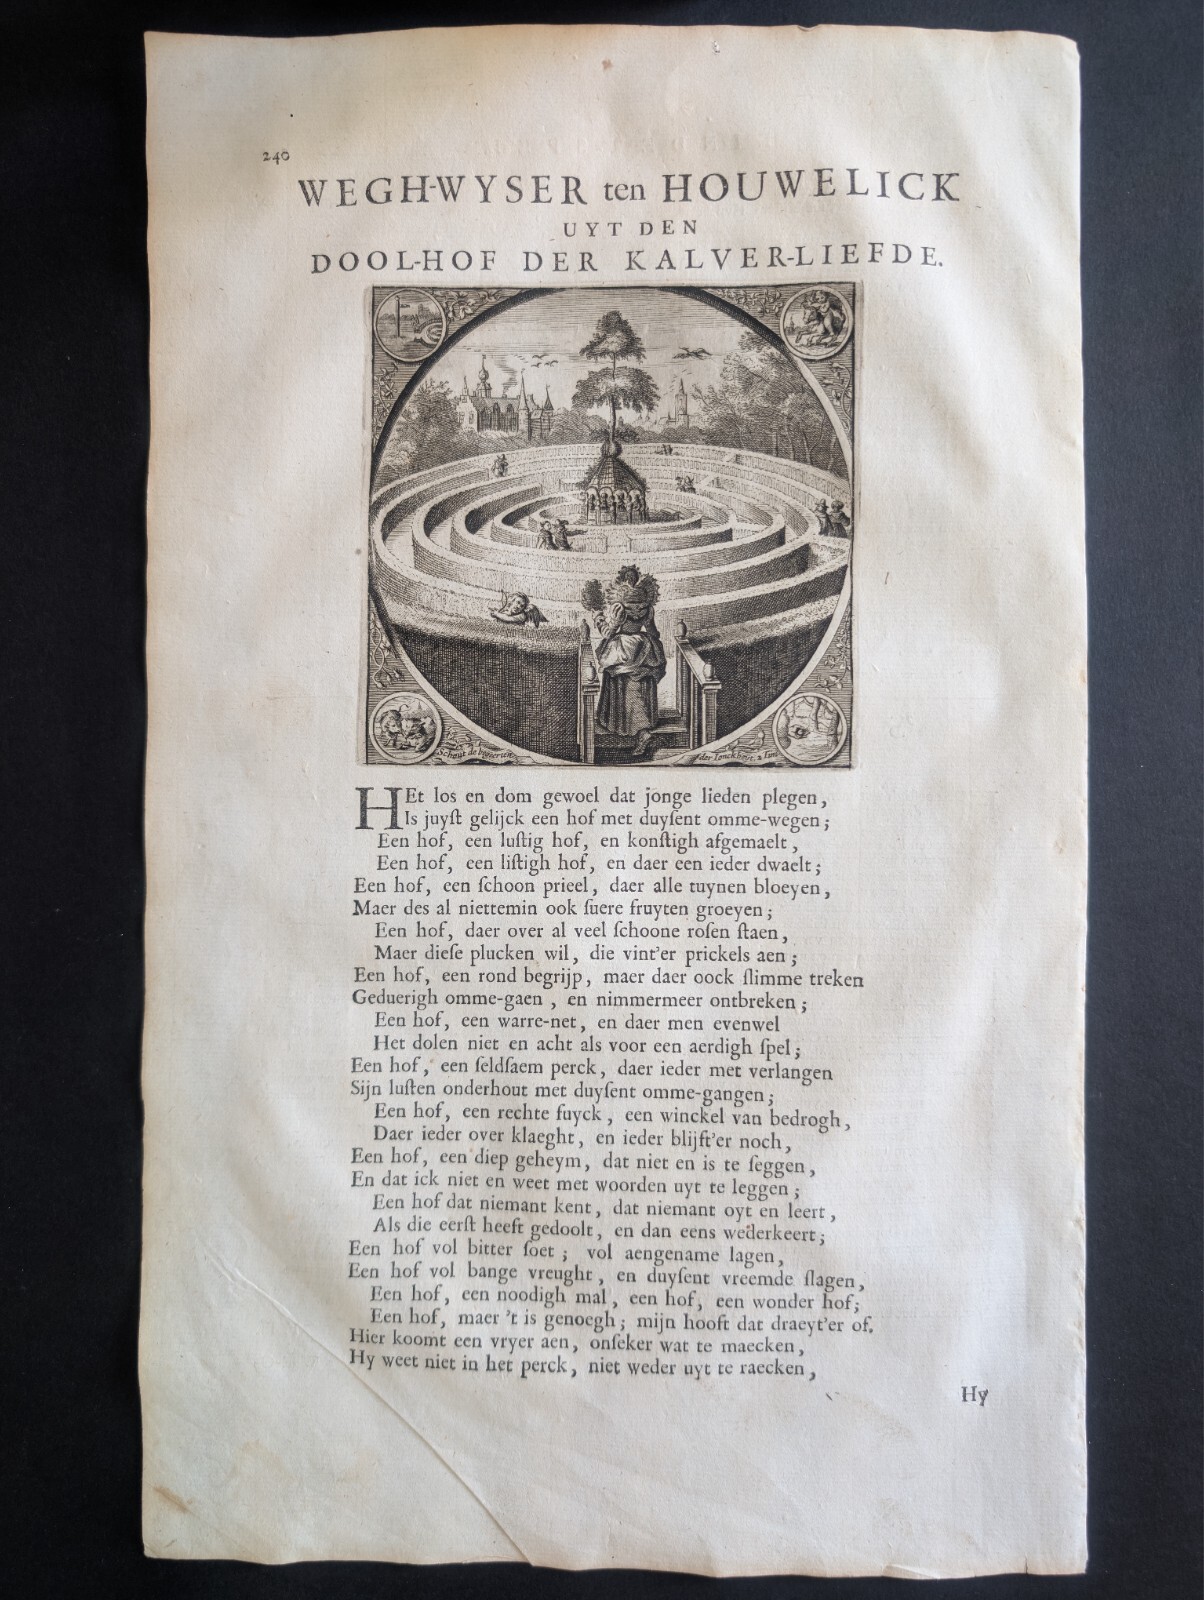 240
WEGH-WYSER ten HOUWELICK
UYT DEN
DOOL-HOF DER KALVER-LIEFDE.
Schout de begeerten
der Jonckheyt. 2 Tim
HEt los en dom gewoel dat jonge lieden plegen,
Is juyſt gelijck een hof met duyſent omme-wegen;
Een hof, een luſtig hof, en konſtigh afgemaelt,
Een hof, een liſtigh hof, en daer een ieder dwaelt;
Een hof, een ſchoon prieel, daer alle tuynen bloeyen,
Maer des al niettemin ook ſuere fruyten groeyen;
Een hof, daer over al veel ſchoone roſen ſtaen,
Maer dieſe plucken wil, die vint'er prickels aen;
Een hof, een rond begrijp, maer daer oock ſlimme treken
Geduerigh omme-gaen, en nimmermeer ontbreken;
Een hof, een warre-net, en daer men evenwel
Het dolen niet en acht als voor een aerdigh ſpel;
Een hof, een ſeldſaem perck, daer ieder met verlangen
Sijn luſten onderhout met duyſent omme-gangen;
Een hof, een rechte fuyck, een winckel van bedrogh,
Daer ieder over klaeght, en ieder blijft'er noch,
Een hof, een diep geheym, dat niet en is te ſeggen,
En dat ick niet en weet met woorden uyt te leggen;
Een hof dat niemant kent, dat niemant oyt en leert,
Als die eerſt heeft gedoolt, en dan eens wederkeert;
Een hof vol bitter ſoet; vol aengename lagen,
Een hof vol bange vreught, en duyſent vreemde ſlagen,
Een hof, een noodigh mal, een hof, een wonder hof;
Een hof, maer 't is genoegh; mijn hooft dat draeyt'er of.
Hier koomt een vryer aen, onſeker wat te maecken,
Hy weet niet in het perck, niet weder uyt te raecken,
Hy